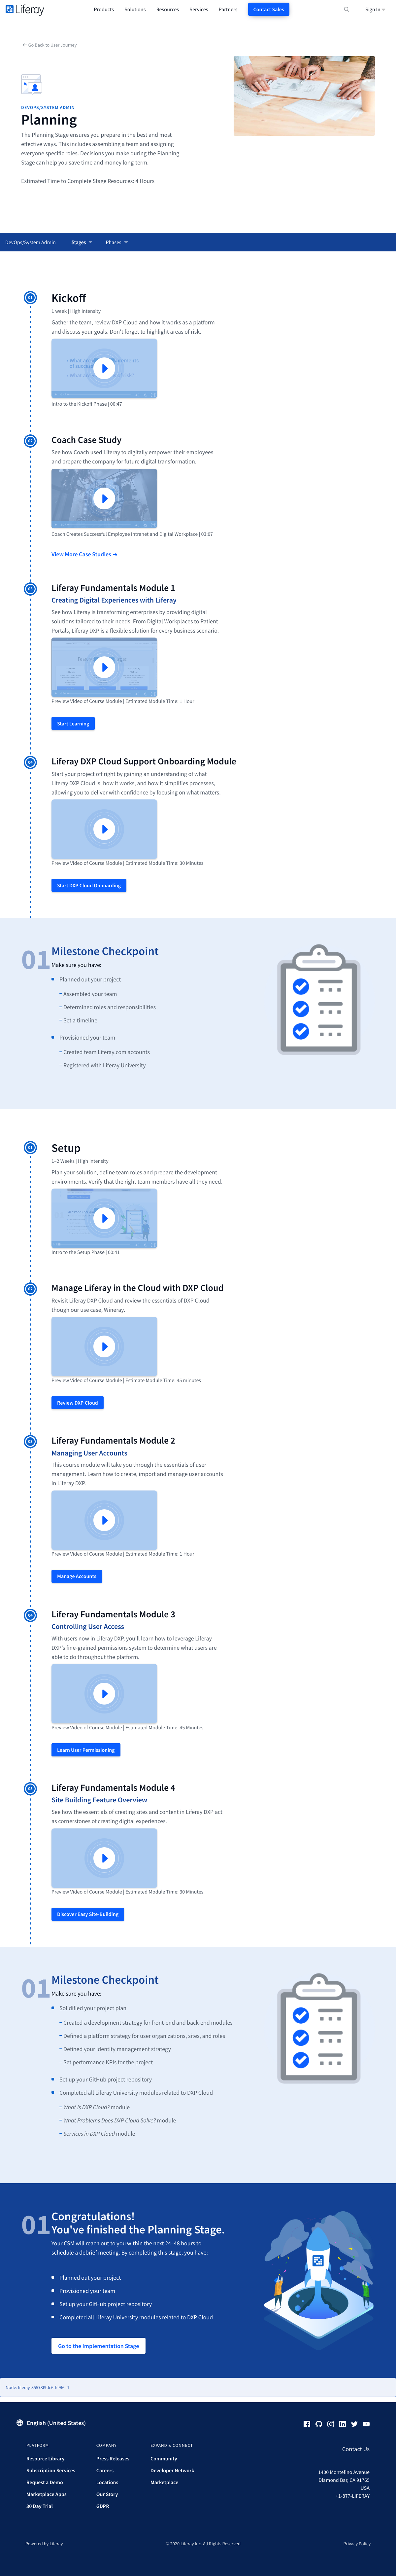 Liferay
Products
Solutions
Resources
Services
Partners
Contact Sales
Sign In
Go Back to User Journey
DEVOPS/SYSTEM ADMIN
Planning
The Planning Stage ensures you prepare in the best and most
effective ways. This includes assembling a team and assigning
everyone specific roles. Decisions you make during the Planning
Stage can help you save time and money long-term.
Estimated Time to Complete Stage Resources: 4 Hours
DevOps/System Admin
Stages
Phases
01
Kickoff
1 week | High Intensity
Gather the team, review DXP Cloud and how it works as a platform
and discuss your goals. Don't forget to highlight areas of risk.
Intro to the Kickoff Phase | 00:47
02
Coach Case Study
See how Coach used Liferay to digitally empower their employees
and prepare the company for future digital transformation.
Coach Creates Successful Employee Intranet and Digital Workplace | 03:07
View More Case Studies →
03
Liferay Fundamentals Module 1
Creating Digital Experiences with Liferay
See how Liferay is transforming enterprises by providing digital
solutions tailored to their needs. From Digital Workplaces to Patient
Portals, Liferay DXP is a flexible solution for every business scenario.
Preview Video of Course Module | Estimated Module Time: 1 Hour
Start Learning
04
Liferay DXP Cloud Support Onboarding Module
Start your project off right by gaining an understanding of what
Liferay DXP Cloud is, how it works, and how it simplifies processes,
allowing you to deliver with confidence by focusing on what matters.
Preview Video of Course Module | Estimated Module Time: 30 Minutes
Start DXP Cloud Onboarding
01
Milestone Checkpoint
Make sure you have:
Planned out your project
– Assembled your team
– Determined roles and responsibilities
– Set a timeline
Provisioned your team
– Created team Liferay.com accounts
– Registered with Liferay University
01
Setup
1–2 Weeks | High Intensity
Plan your solution, define team roles and prepare the development
environments. Verify that the right team members have all they need.
Intro to the Setup Phase | 00:41
02
Manage Liferay in the Cloud with DXP Cloud
Revisit Liferay DXP Cloud and review the essentials of DXP Cloud
though our use case, Wineray.
Preview Video of Course Module | Estimate Module Time: 45 minutes
Review DXP Cloud
03
Liferay Fundamentals Module 2
Managing User Accounts
This course module will take you through the essentials of user
management. Learn how to create, import and manage user accounts
in Liferay DXP.
Preview Video of Course Module | Estimated Module Time: 1 Hour
Manage Accounts
04
Liferay Fundamentals Module 3
Controlling User Access
With users now in Liferay DXP, you'll learn how to leverage Liferay
DXP's fine-grained permissions system to determine what users are
able to do throughout the platform.
Preview Video of Course Module | Estimated Module Time: 45 Minutes
Learn User Permissioning
05
Liferay Fundamentals Module 4
Site Building Feature Overview
See how the essentials of creating sites and content in Liferay DXP act
as cornerstones of creating digital experiences.
Preview Video of Course Module | Estimated Module Time: 30 Minutes
Discover Easy Site-Building
01
Milestone Checkpoint
Make sure you have:
Solidified your project plan
– Created a development strategy for front-end and back-end modules
– Defined a platform strategy for user organizations, sites, and roles
– Defined your identity management strategy
– Set performance KPIs for the project
Set up your GitHub project repository
Completed all Liferay University modules related to DXP Cloud
– What is DXP Cloud? module
– What Problems Does DXP Cloud Solve? module
– Services in DXP Cloud module
01
Congratulations!
You've finished the Planning Stage.
Your CSM will reach out to you within the next 24–48 hours to
schedule a debrief meeting. By completing this stage, you have:
Planned out your project
Provisioned your team
Set up your GitHub project repository
Completed all Liferay University modules related to DXP Cloud
Go to the Implementation Stage
English (United States)
PLATFORM
Resource Library
Subscription Services
Request a Demo
Marketplace Apps
30 Day Trial
COMPANY
Press Releases
Careers
Locations
Our Story
GDPR
EXPAND & CONNECT
Community
Developer Network
Marketplace
Contact Us
1400 Montefino Avenue
Diamond Bar, CA 91765
USA
+1-877-LIFERAY
Powered by Liferay
© 2020 Liferay Inc. All Rights Reserved
Privacy Policy